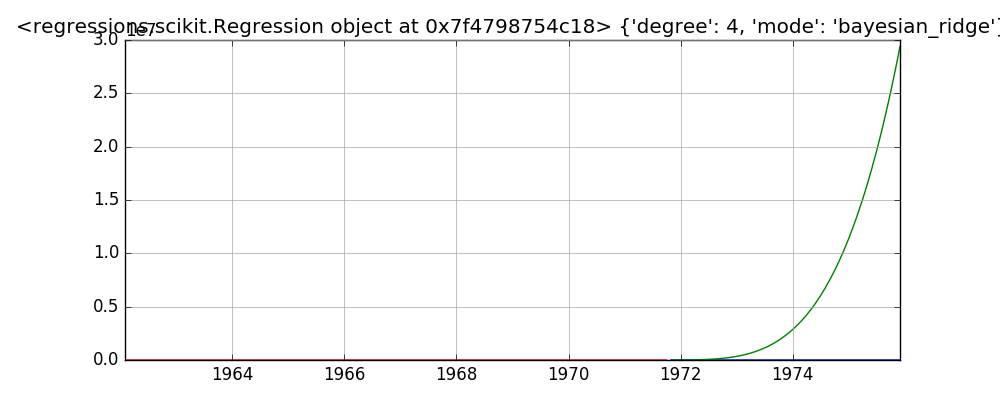 <regressions.scikit.Regression object at 0x7f4798754c18> {'degree': 4, 'mode': 'bayesian_ridge'}
1e7
3.0
2.5
2.0
1.5
1.0
0.5
0.0
1964 1966 1968 1970 1972 1974